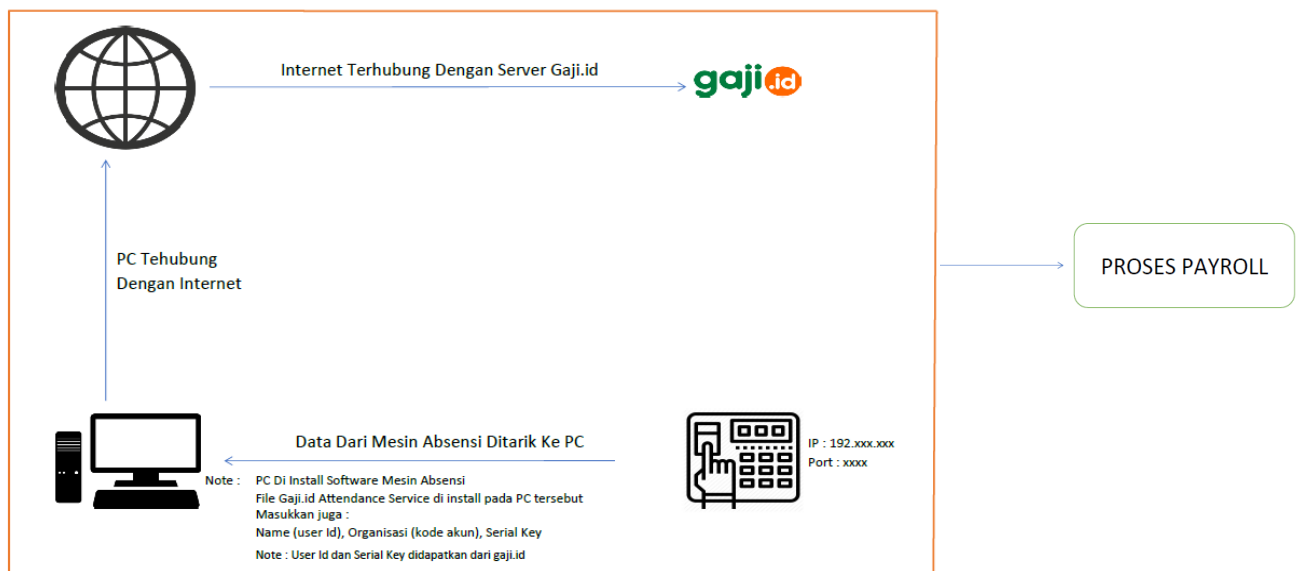 Internet Terhubung Dengan Server Gaji.id
gaji.id
PC Tehubung
Dengan Internet
PROSES PAYROLL
Data Dari Mesin Absensi Ditarik Ke PC
IP : 192.xxx.xxx
Port : xxxx
Note : PC Di Install Software Mesin Absensi
File Gaji.id Attendance Service di install pada PC tersebut
Masukkan juga :
Name (user Id), Organisasi (kode akun), Serial Key
Note : User Id dan Serial Key didapatkan dari gaji.id